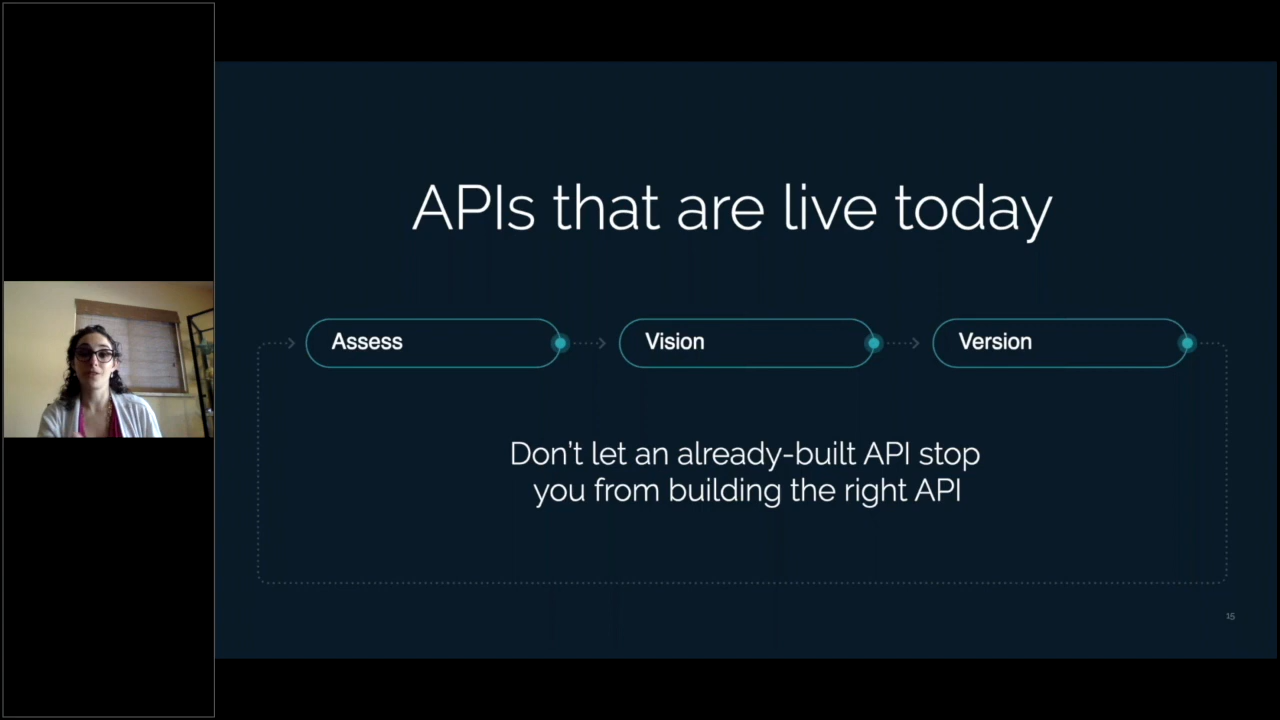 APIs that are live today
Assess
Vision
Version
Don't let an already-built API stop
you from building the right API
15